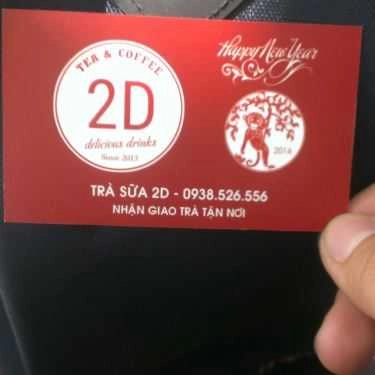 TEA & COFFEE
2D
delicious drinks
Since 2013
Happy New Year
2016
TRÀ SỮA 2D - 0938.526.556
NHẬN GIAO TRÀ TẬN NƠI